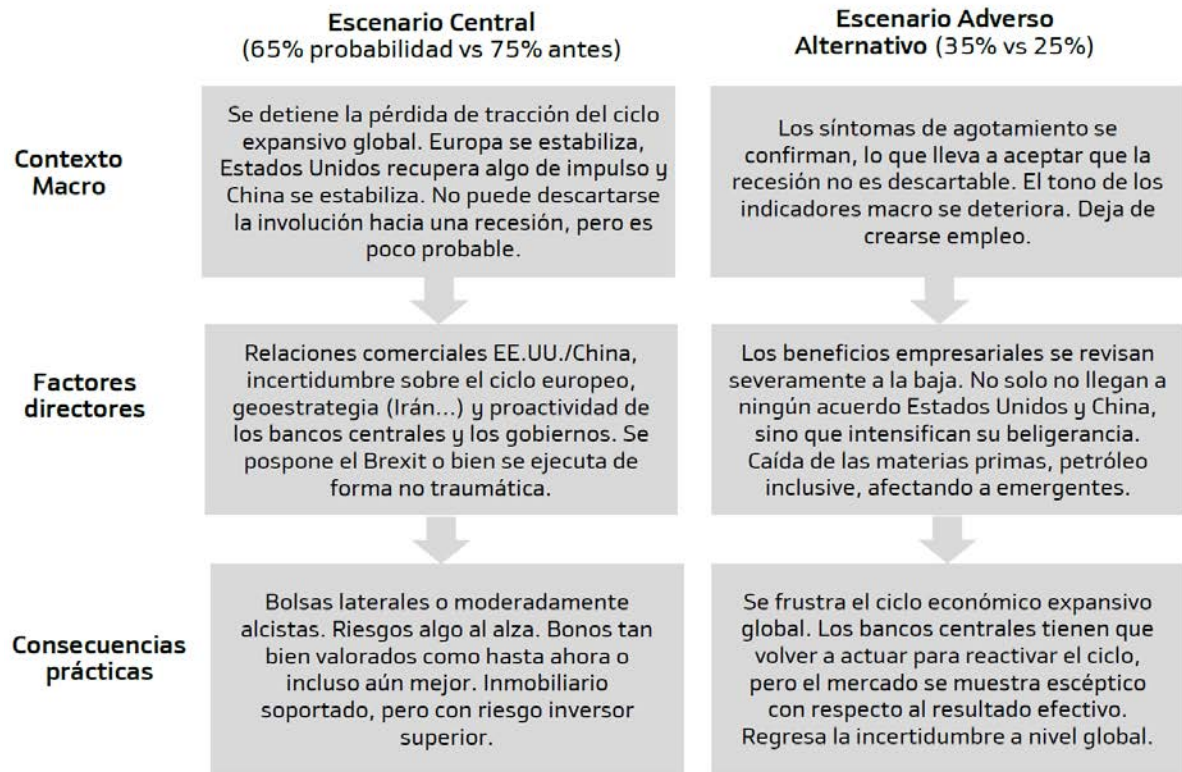 Escenario Central
(65% probabilidad vs 75% antes)
Escenario Adverso
Alternativo (35% vs 25%)
Contexto
Macro
Se detiene la pérdida de tracción del ciclo
expansivo global. Europa se estabiliza,
Estados Unidos recupera algo de impulso y
China se estabiliza. No puede descartarse
la involución hacia una recesión, pero es
poco probable.
Los síntomas de agotamiento se
confirman, lo que lleva a aceptar que la
recesión no es descartable. El tono de los
indicadores macro se deteriora. Deja de
crearse empleo.
Factores
directores
Relaciones comerciales EE.UU./China,
incertidumbre sobre el ciclo europeo,
geoestrategia (Irán...) y proactividad de
los bancos centrales y los gobiernos. Se
pospone el Brexit o bien se ejecuta de
forma no traumática.
Los beneficios empresariales se revisan
severamente a la baja. No solo no llegan a
ningún acuerdo Estados Unidos y China,
sino que intensifican su beligerancia.
Caída de las materias primas, petróleo
inclusive, afectando a emergentes.
Consecuencias
prácticas
Bolsas laterales o moderadamente
alcistas. Riesgos algo al alza. Bonos tan
bien valorados como hasta ahora o
incluso aún mejor. Inmobiliario
soportado, pero con riesgo inversor
superior.
Se frustra el ciclo económico expansivo
global. Los bancos centrales tienen que
volver a actuar para reactivar el ciclo,
pero el mercado se muestra escéptico
con respecto al resultado efectivo.
Regresa la incertidumbre a nivel global.